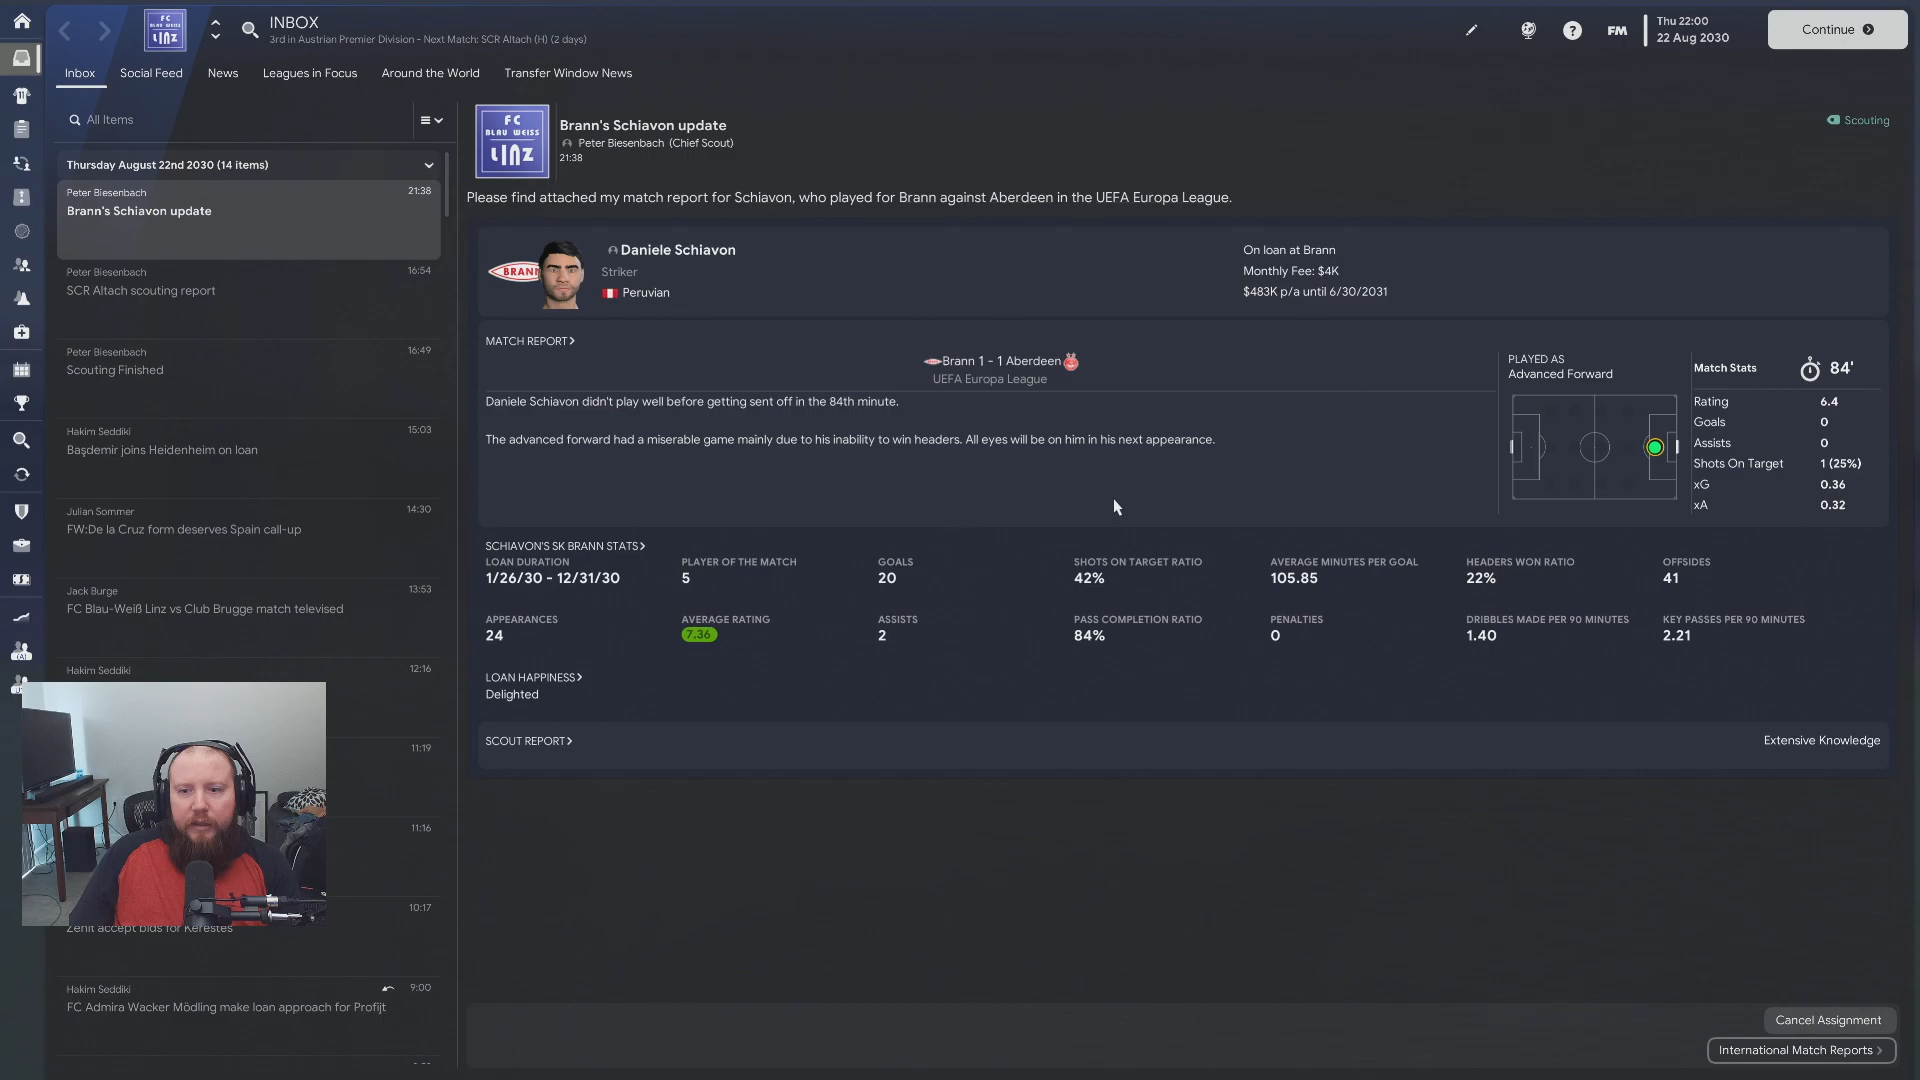 FC
BLAU WEISS
LINZ
INBOX
3rd in Austrian Premier Division - Next Match: SCR Altach (H) (2 days)
FM
Thu 22:00
22 Aug 2030
Continue
Inbox
Social Feed
News
Leagues in Focus
Around the World
Transfer Window News
All Items
Thursday August 22nd 2030 (14 items)
Peter Biesenbach
21:38
Brann's Schiavon update
Peter Biesenbach
16:54
SCR Altach scouting report
Peter Biesenbach
16:49
Scouting Finished
Hakim Seddiki
15:03
Başdemir joins Heidenheim on loan
Julian Sommer
14:30
FW:De la Cruz form deserves Spain call-up
Jack Burge
13:53
FC Blau-Weiß Linz vs Club Brugge match televised
Hakim Seddiki
12:16
11:19
11:16
10:17
Zenit accept bids for Kerestes
Hakim Seddiki
9:00
FC Admira Wacker Mödling make loan approach for Profijt
FC
BLAU WEISS
LINZ
Brann's Schiavon update
Peter Biesenbach (Chief Scout)
21:38
Scouting
Please find attached my match report for Schiavon, who played for Brann against Aberdeen in the UEFA Europa League.
BRANN
Daniele Schiavon
Striker
Peruvian
On loan at Brann
Monthly Fee: $4K
$483K p/a until 6/30/2031
MATCH REPORT
Brann 1 - 1 Aberdeen
UEFA Europa League
Daniele Schiavon didn't play well before getting sent off in the 84th minute.
The advanced forward had a miserable game mainly due to his inability to win headers. All eyes will be on him in his next appearance.
PLAYED AS
Advanced Forward
Match Stats
84'
Rating 6.4
Goals 0
Assists 0
Shots On Target 1 (25%)
xG 0.36
xA 0.32
SCHIAVON'S SK BRANN STATS
LOAN DURATION
1/26/30 - 12/31/30
PLAYER OF THE MATCH
5
GOALS
20
SHOTS ON TARGET RATIO
42%
AVERAGE MINUTES PER GOAL
105.85
HEADERS WON RATIO
22%
OFFSIDES
41
APPEARANCES
24
AVERAGE RATING
7.36
ASSISTS
2
PASS COMPLETION RATIO
84%
PENALTIES
0
DRIBBLES MADE PER 90 MINUTES
1.40
KEY PASSES PER 90 MINUTES
2.21
LOAN HAPPINESS
Delighted
SCOUT REPORT
Extensive Knowledge
Cancel Assignment
International Match Reports